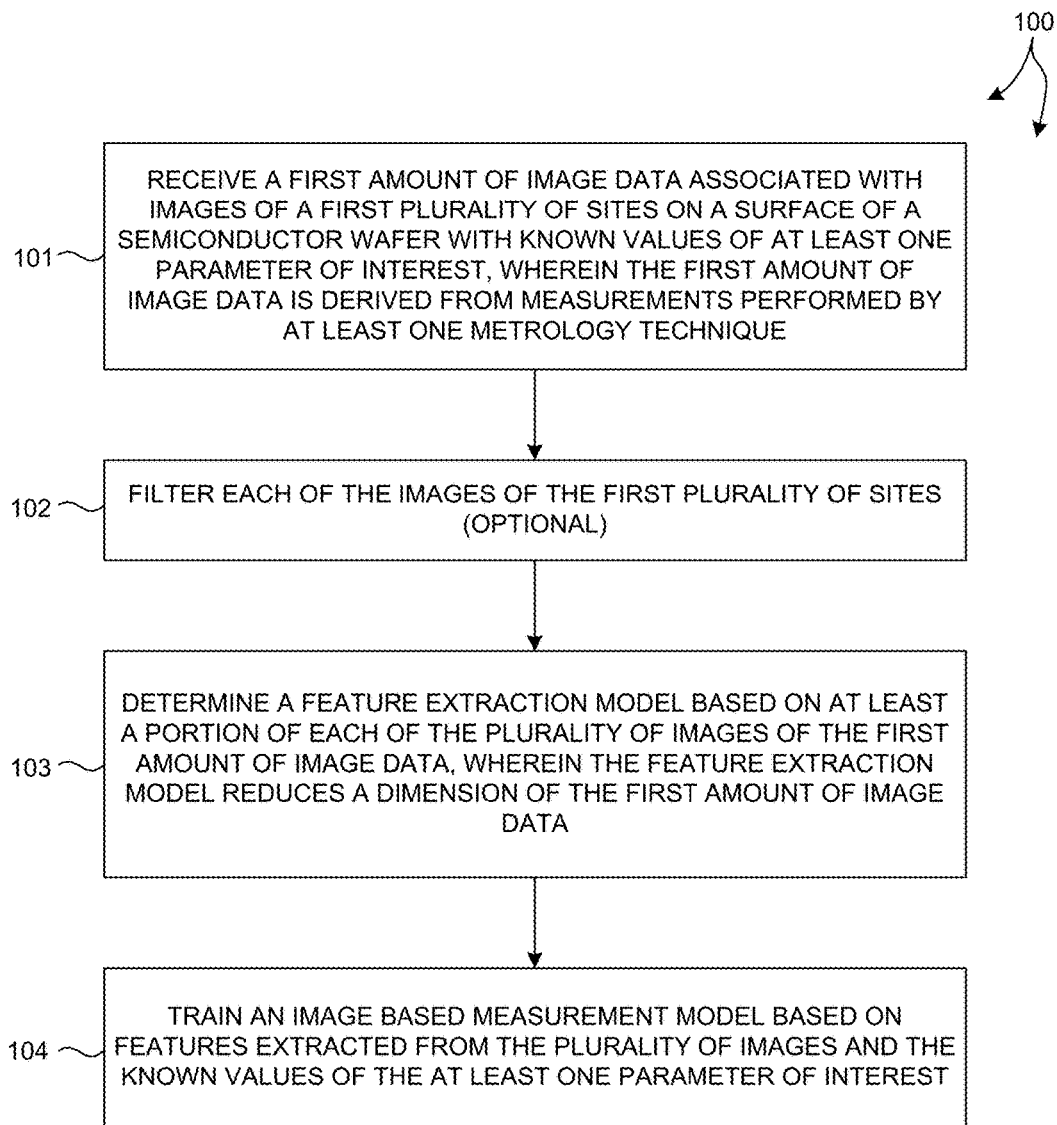 100
RECEIVE A FIRST AMOUNT OF IMAGE DATA ASSOCIATED WITH
IMAGES OF A FIRST PLURALITY OF SITES ON A SURFACE OF A
SEMICONDUCTOR WAFER WITH KNOWN VALUES OF AT LEAST ONE
PARAMETER OF INTEREST, WHEREIN THE FIRST AMOUNT OF
IMAGE DATA IS DERIVED FROM MEASUREMENTS PERFORMED BY
AT LEAST ONE METROLOGY TECHNIQUE
101
FILTER EACH OF THE IMAGES OF THE FIRST PLURALITY OF SITES
(OPTIONAL)
102
DETERMINE A FEATURE EXTRACTION MODEL BASED ON AT LEAST
A PORTION OF EACH OF THE PLURALITY OF IMAGES OF THE FIRST
AMOUNT OF IMAGE DATA, WHEREIN THE FEATURE EXTRACTION
MODEL REDUCES A DIMENSION OF THE FIRST AMOUNT OF IMAGE
DATA
103
TRAIN AN IMAGE BASED MEASUREMENT MODEL BASED ON
FEATURES EXTRACTED FROM THE PLURALITY OF IMAGES AND THE
KNOWN VALUES OF THE AT LEAST ONE PARAMETER OF INTEREST
104